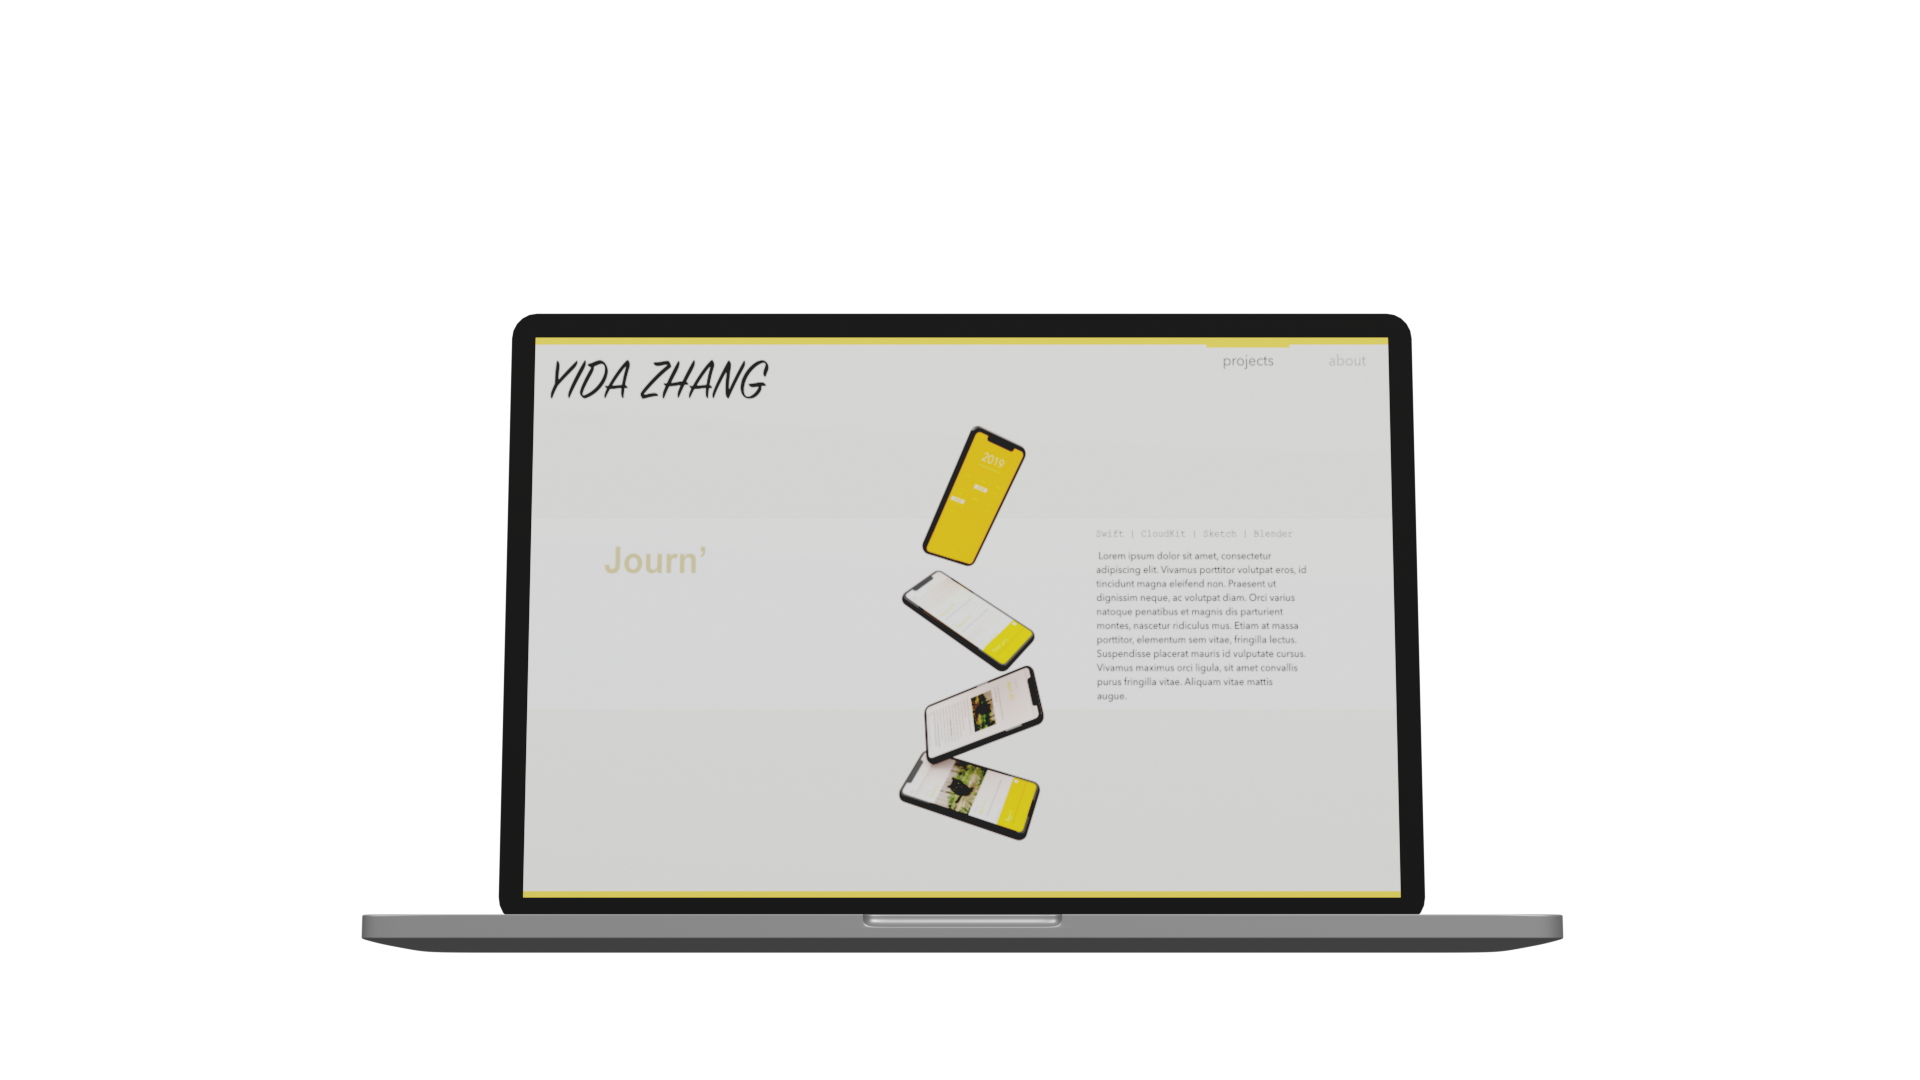 YIDA ZHANG
projects
about
2019
Journ’
Swift | CloudKit | Sketch | Blender
Lorem ipsum dolor sit amet, consectetur
adipiscing elit. Vivamus porttitor volutpat eros, id
tincidunt magna eleifend non. Praesent ut
dignissim neque, ac volutpat diam. Orci varius
natoque penatibus et magnis dis parturient
montes, nascetur ridiculus mus. Etiam at massa
porttitor, elementum sem vitae, fringilla lectus.
Suspendisse placerat mauris id vulputate cursus.
Vivamus maximus orci ligula, sit amet convallis
purus fringilla vitae. Aliquam vitae mattis
augue.